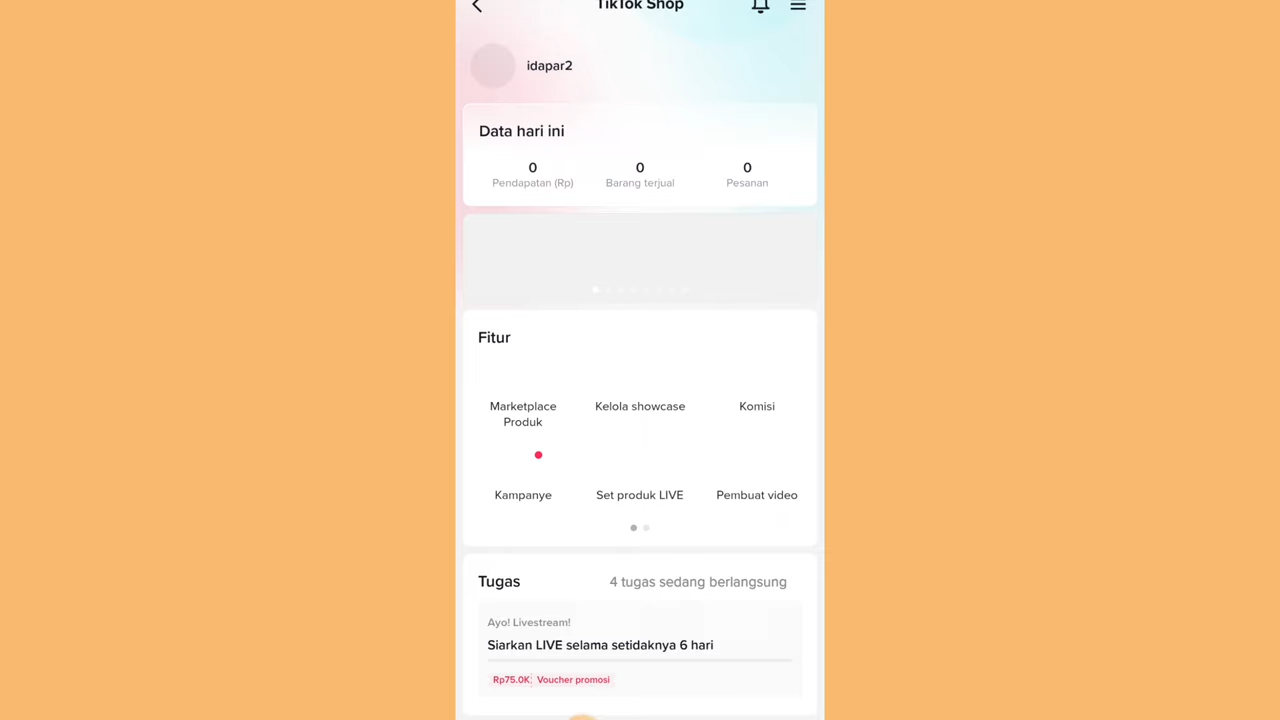 TikTok Shop
idapar2
Data hari ini
0
0
0
Pendapatan (Rp)
Barang terjual
Pesanan
Fitur
Marketplace
Produk
Kelola showcase
Komisi
Kampanye
Set produk LIVE
Pembuat video
Tugas
4 tugas sedang berlangsung
Ayo! Livestream!
Siarkan LIVE selama setidaknya 6 hari
Rp75.0K
Voucher promosi